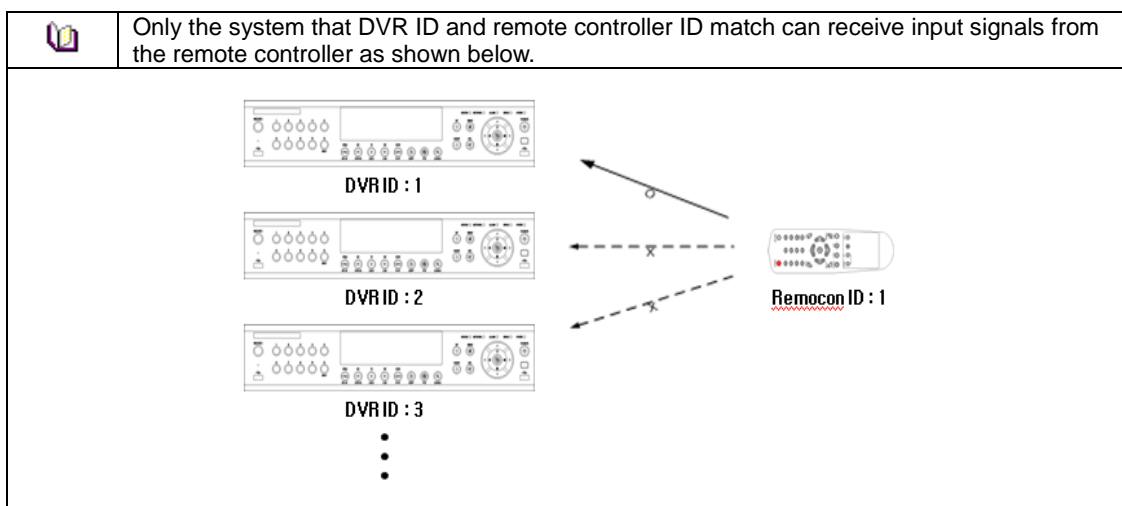 Only the system that DVR ID and remote controller ID match can receive input signals from
the remote controller as shown below.
DVR ID : 1
DVR ID : 2
Remocon ID : 1
DVR ID : 3